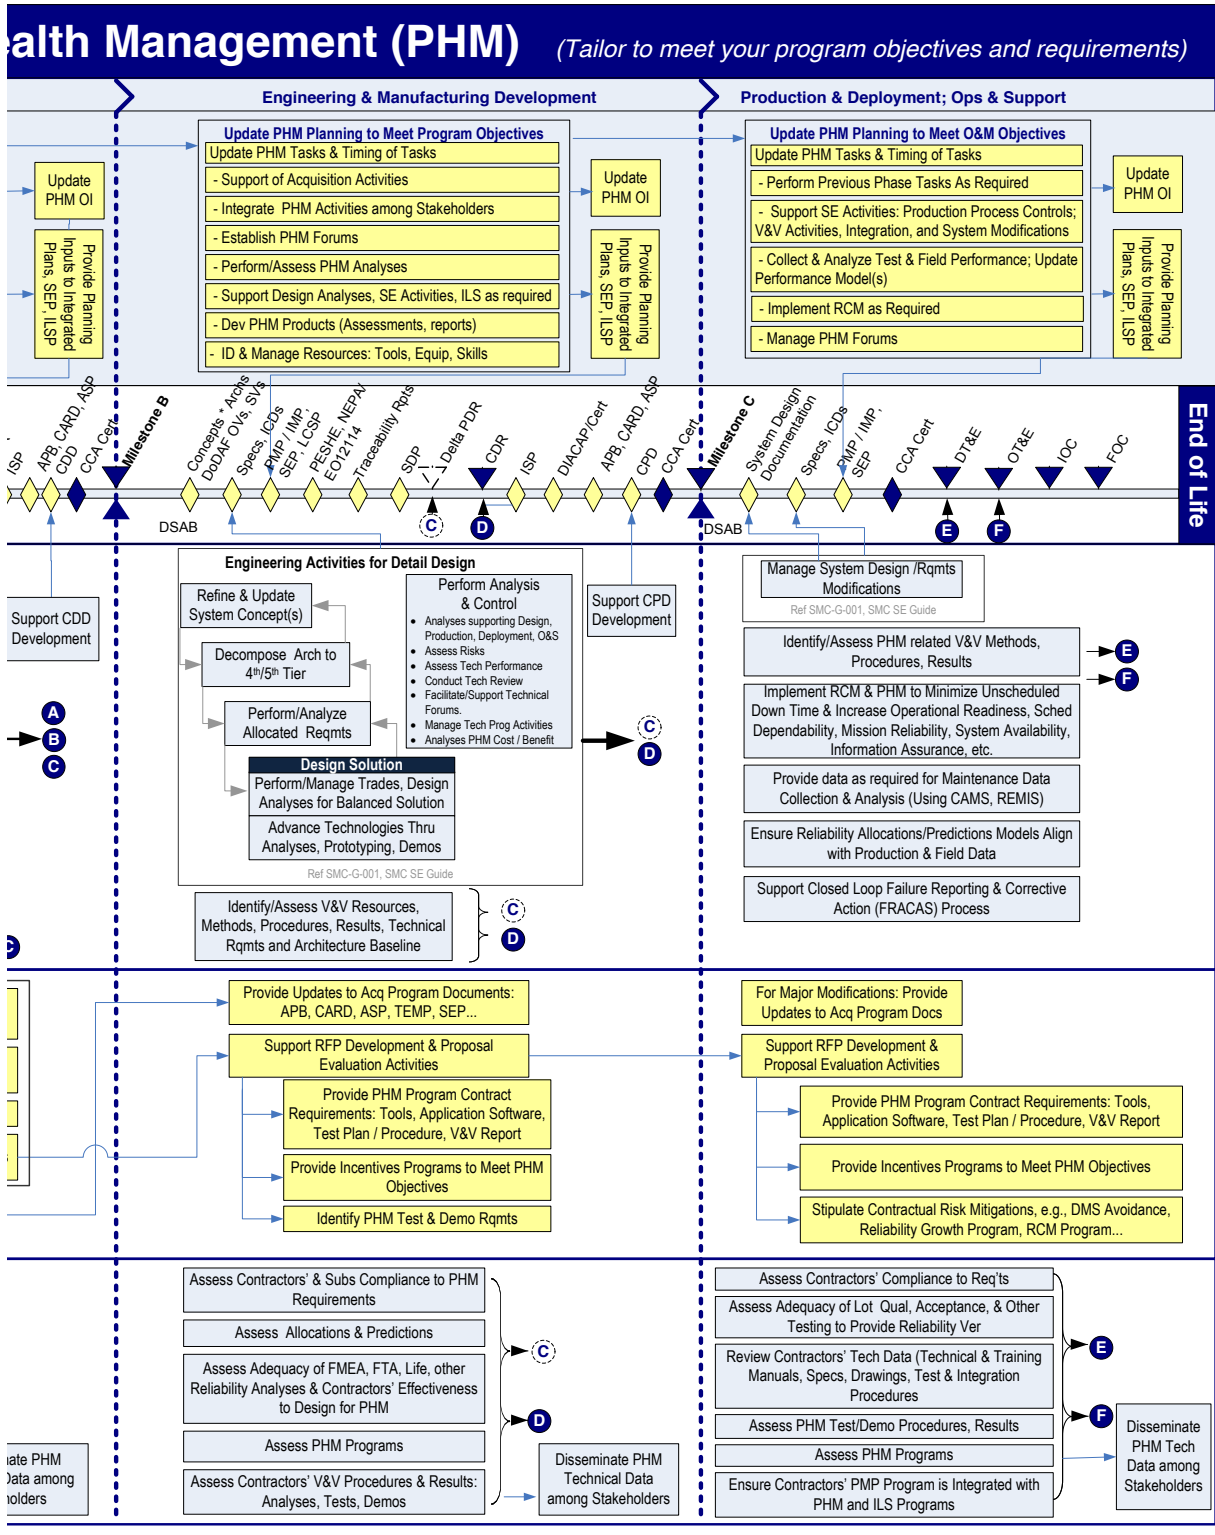 ealth Management (PHM)
(Tailor to meet your program objectives and requirements)
Engineering & Manufacturing Development
Production & Deployment; Ops & Support
Update
PHM OI
Provide Planning
Inputs to Integrated
Plans, SEP, ILSP
Update PHM Planning to Meet Program Objectives
Update PHM Tasks & Timing of Tasks
- Support of Acquisition Activities
- Integrate PHM Activities among Stakeholders
- Establish PHM Forums
- Perform/Assess PHM Analyses
- Support Design Analyses, SE Activities, ILS as required
- Dev PHM Products (Assessments, reports)
- ID & Manage Resources: Tools, Equip, Skills
Update
PHM OI
Provide Planning
Inputs to Integrated
Plans, SEP, ILSP
Update PHM Planning to Meet O&M Objectives
Update PHM Tasks & Timing of Tasks
- Perform Previous Phase Tasks As Required
- Support SE Activities: Production Process Controls;
V&V Activities, Integration, and System Modifications
- Collect & Analyze Test & Field Performance; Update
Performance Model(s)
- Implement RCM as Required
- Manage PHM Forums
Update
PHM OI
Provide Planning
Inputs to Integrated
Plans, SEP, ILSP
ISP
APB, CARD, ASP
CDD
CCA Cert
Milestone B
Concepts * Archs
DoDAF OVs, SVs
Specs, ICDs
PMP / IMP,
SEP, LCSP
PESHE, NEPA/
EO12114
Traceability Rpts
SDP
Delta PDR
CDR
ISP
DIACAP/Cert
APB, CARD, ASP
CPD
CCA Cert
Milestone C
System Design
Documentation
Specs, ICDs
PMP / IMP,
SEP
CCA Cert
DT&E
OT&E
IOC
FOC
End of Life
DSAB
C
D
DSAB
E
F
Support CDD
Development
A
B
C
C
Engineering Activities for Detail Design
Refine & Update
System Concept(s)
Decompose Arch to
4th/5th Tier
Perform/Analyze
Allocated Reqmts
Design Solution
Perform/Manage Trades, Design
Analyses for Balanced Solution
Advance Technologies Thru
Analyses, Prototyping, Demos
Ref SMC-G-001, SMC SE Guide
Perform Analysis
& Control
• Analyses supporting Design,
Production, Deployment, O&S
• Assess Risks
• Assess Tech Performance
• Conduct Tech Review
• Facilitate/Support Technical
Forums.
• Manage Tech Prog Activities
• Analyses PHM Cost / Benefit
Support CPD
Development
C
D
Identify/Assess V&V Resources,
Methods, Procedures, Results, Technical
Rqmts and Architecture Baseline
C
D
Manage System Design /Rqmts
Modifications
Ref SMC-G-001, SMC SE Guide
Identify/Assess PHM related V&V Methods,
Procedures, Results
E
F
Implement RCM & PHM to Minimize Unscheduled
Down Time & Increase Operational Readiness, Sched
Dependability, Mission Reliability, System Availability,
Information Assurance, etc.
Provide data as required for Maintenance Data
Collection & Analysis (Using CAMS, REMIS)
Ensure Reliability Allocations/Predictions Models Align
with Production & Field Data
Support Closed Loop Failure Reporting & Corrective
Action (FRACAS) Process
Provide Updates to Acq Program Documents:
APB, CARD, ASP, TEMP, SEP...
Support RFP Development & Proposal
Evaluation Activities
Provide PHM Program Contract
Requirements: Tools, Application Software,
Test Plan / Procedure, V&V Report
Provide Incentives Programs to Meet PHM
Objectives
Identify PHM Test & Demo Rqmts
For Major Modifications: Provide
Updates to Acq Program Docs
Support RFP Development &
Proposal Evaluation Activities
Provide PHM Program Contract Requirements: Tools,
Application Software, Test Plan / Procedure, V&V Report
Provide Incentives Programs to Meet PHM Objectives
Stipulate Contractual Risk Mitigations, e.g., DMS Avoidance,
Reliability Growth Program, RCM Program...
nate PHM
Data among
holders
Assess Contractors' & Subs Compliance to PHM
Requirements
Assess Allocations & Predictions
Assess Adequacy of FMEA, FTA, Life, other
Reliability Analyses & Contractors' Effectiveness
to Design for PHM
Assess PHM Programs
Assess Contractors' V&V Procedures & Results:
Analyses, Tests, Demos
C
D
Disseminate PHM
Technical Data
among Stakeholders
Assess Contractors' Compliance to Req'ts
Assess Adequacy of Lot Qual, Acceptance, & Other
Testing to Provide Reliability Ver
Review Contractors' Tech Data (Technical & Training
Manuals, Specs, Drawings, Test & Integration
Procedures
Assess PHM Test/Demo Procedures, Results
Assess PHM Programs
Ensure Contractors' PMP Program is Integrated with
PHM and ILS Programs
E
F
Disseminate
PHM Tech
Data among
Stakeholders